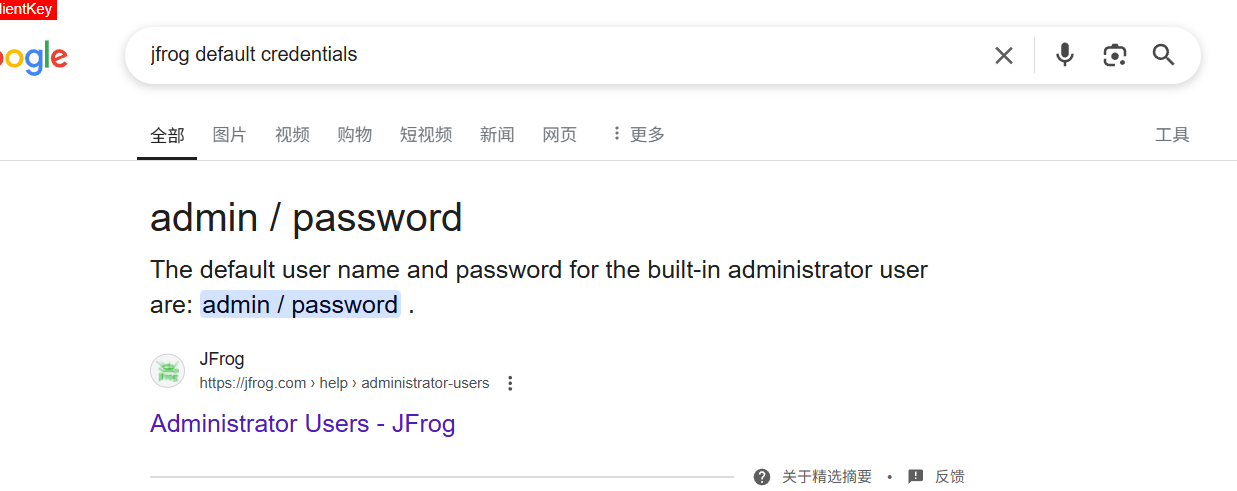 lientKey
oogle
jfrog default credentials
全部 图片 视频 购物 短视频 新闻 网页 更多 工具
admin / password
The default user name and password for the built-in administrator user
are: admin / password .
JFrog
https://jfrog.com › help › administrator-users
Administrator Users - JFrog
关于精选摘要 • 反馈